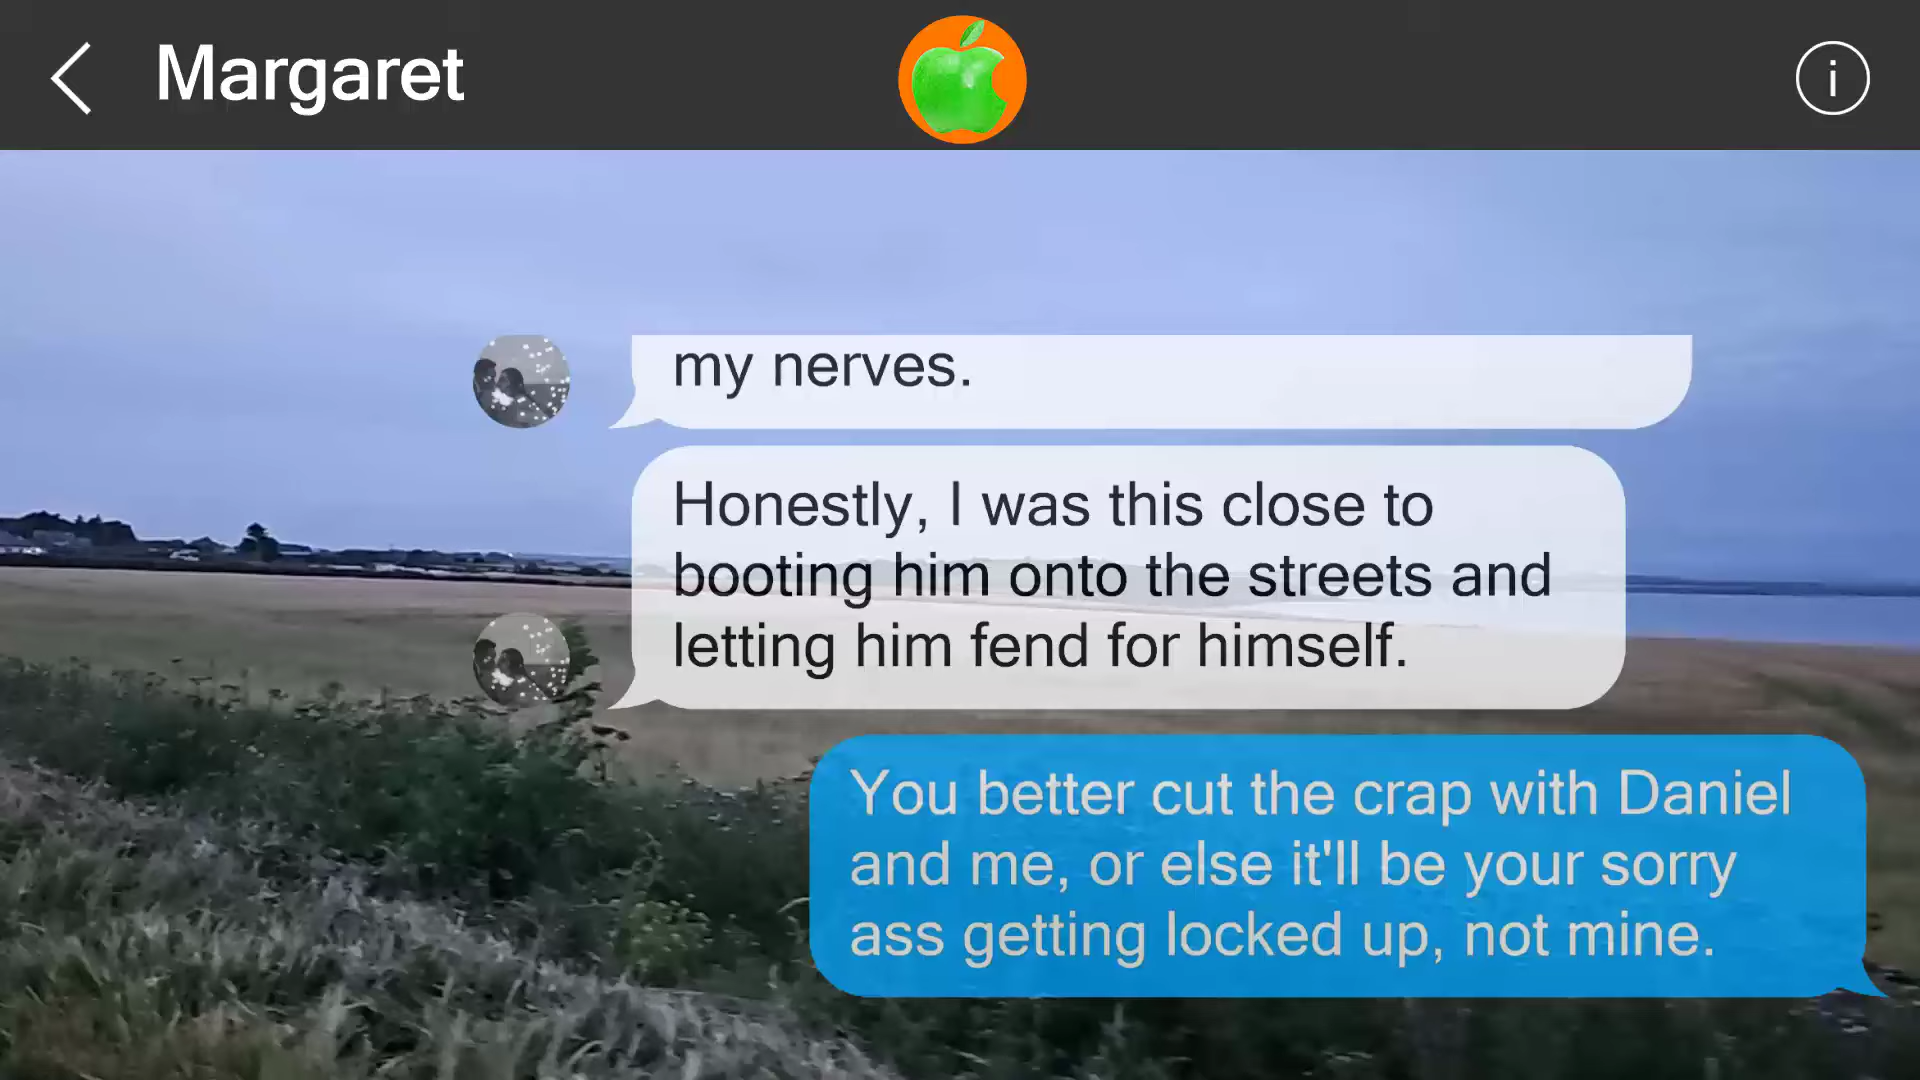 Margaret
i
my nerves.
Honestly, I was this close to
booting him onto the streets and
letting him fend for himself.
You better cut the crap with Daniel
and me, or else it'll be your sorry
ass getting locked up, not mine.